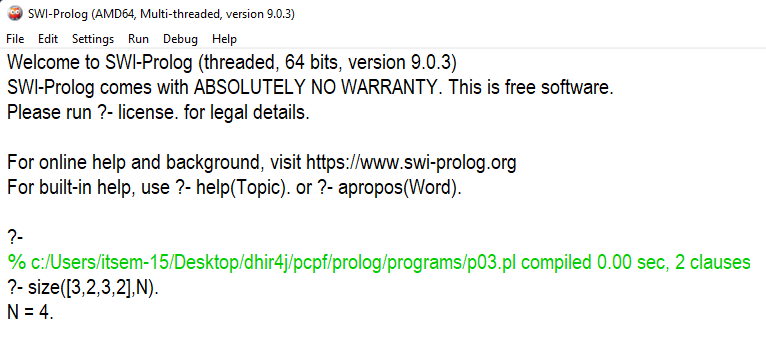 SWI-Prolog (AMD64, Multi-threaded, version 9.0.3)
File Edit Settings Run Debug Help
Welcome to SWI-Prolog (threaded, 64 bits, version 9.0.3)
SWI-Prolog comes with ABSOLUTELY NO WARRANTY. This is free software.
Please run ?- license. for legal details.
For online help and background, visit https://www.swi-prolog.org
For built-in help, use ?- help(Topic). or ?- apropos(Word).
?-
% c:/Users/itsem-15/Desktop/dhir4j/pcpf/prolog/programs/p03.pl compiled 0.00 sec, 2 clauses
?- size([3,2,3,2],N).
N = 4.